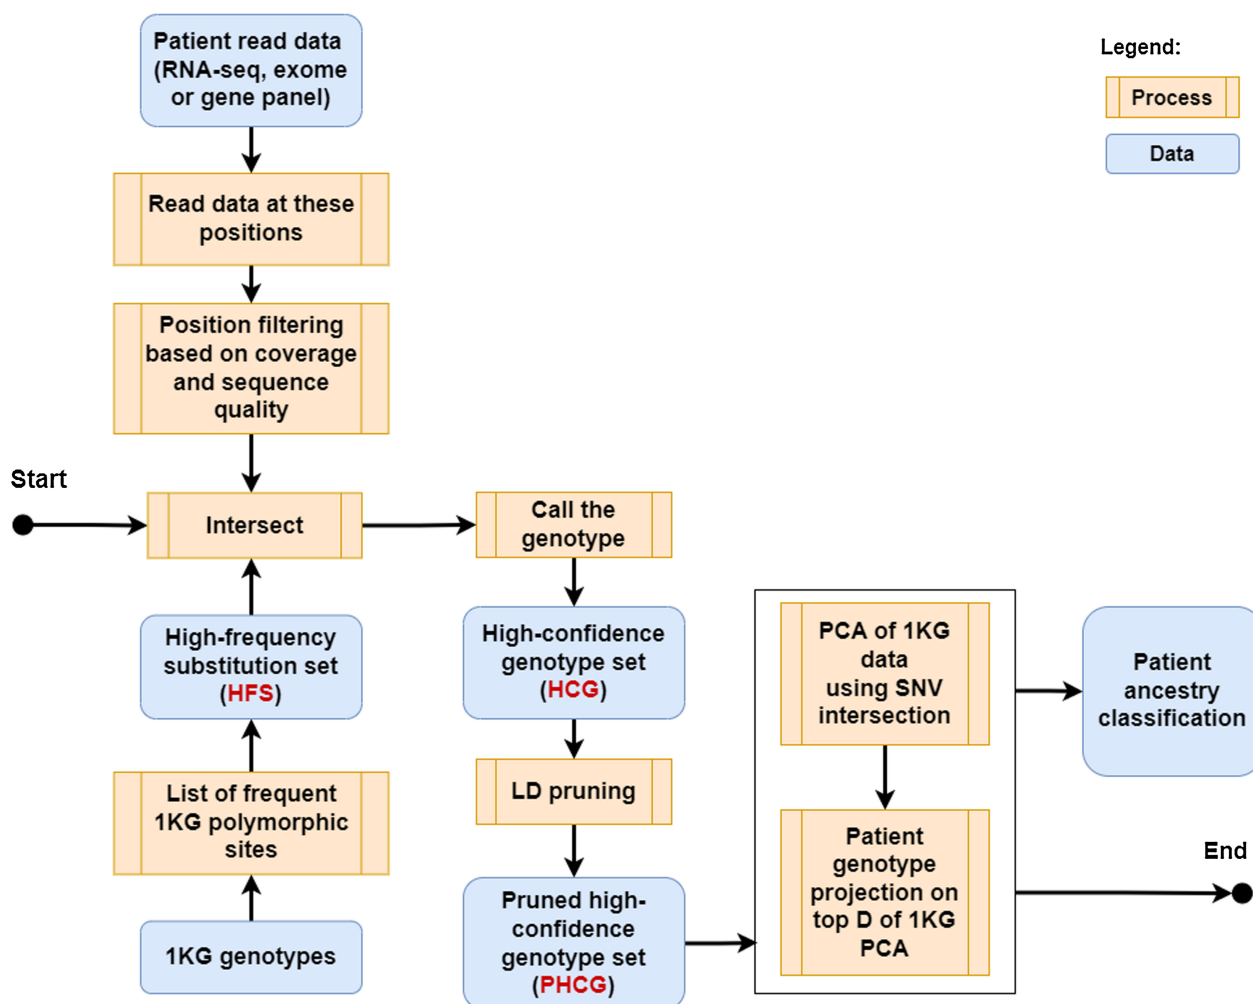 Patient read data
(RNA-seq, exome
or gene panel)
Legend:
Process
Data
Read data at these
positions
Position filtering
based on coverage
and sequence
quality
Start
Intersect
Call the
genotype
High-frequency
substitution set
(HFS)
High-confidence
genotype set
(HCG)
PCA of 1KG
data
using SNV
intersection
Patient
ancestry
classification
List of frequent
1KG polymorphic
sites
LD pruning
Patient
genotype
projection on
top D of 1KG
PCA
End
1KG genotypes
Pruned high-
confidence
genotype set
(PHCG)